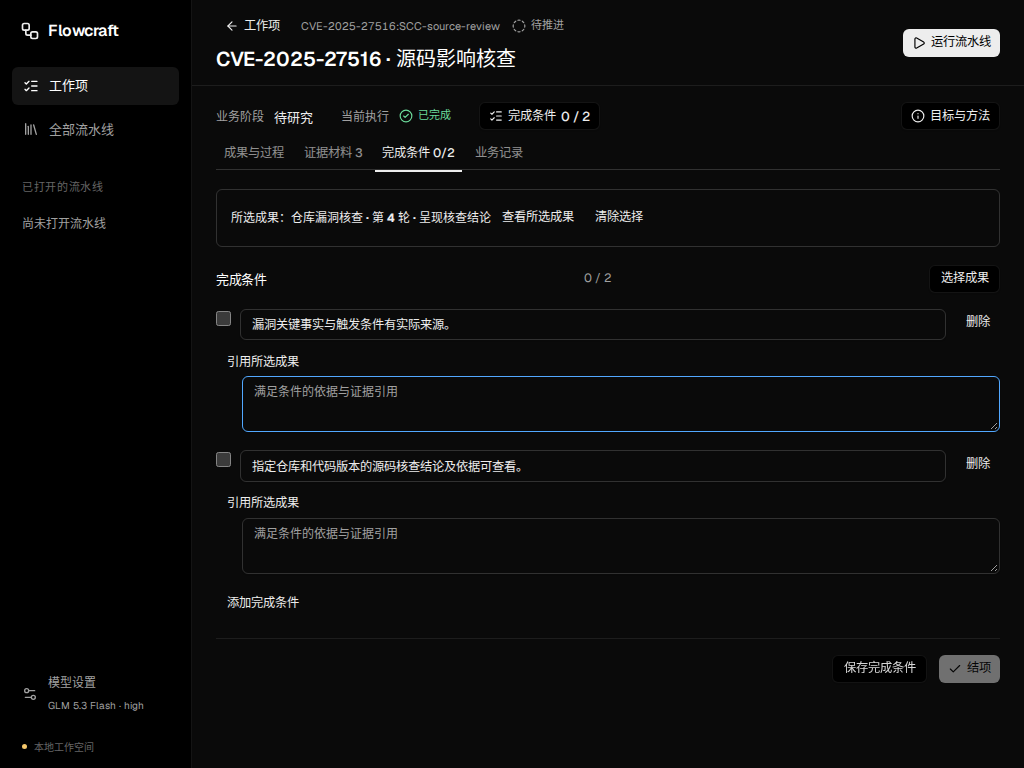 Flowcraft
工作项
全部流水线
已打开的流水线
尚未打开流水线
模型设置
GLM 5.3 Flash · high
本地工作空间
工作项 CVE-2025-27516:SCC-source-review 待推进
CVE-2025-27516 · 源码影响核查
运行流水线
业务阶段 待研究 当前执行 已完成 完成条件 0 / 2 目标与方法
成果与过程 证据材料 3 完成条件 0/2 业务记录
所选成果：仓库漏洞核查 · 第 4 轮 · 呈现核查结论 查看所选成果 清除选择
完成条件 0 / 2 选择成果
漏洞关键事实与触发条件有实际来源。 删除
引用所选成果
满足条件的依据与证据引用
指定仓库和代码版本的源码核查结论及依据可查看。 删除
引用所选成果
满足条件的依据与证据引用
添加完成条件
保存完成条件 结项